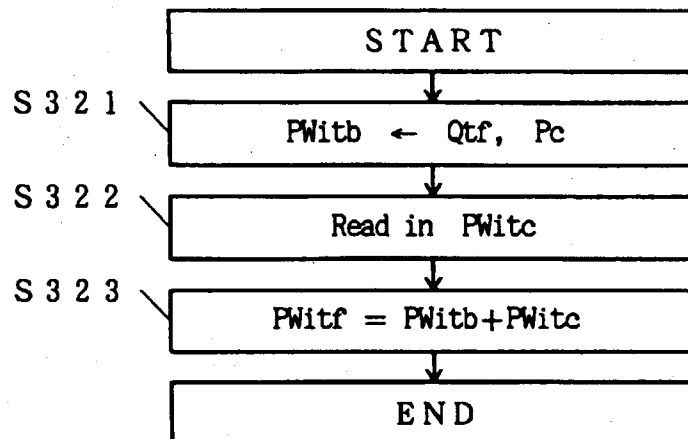 START
S321
PWitb ← Qtf, Pc
S322
Read in PWitc
S323
PWitf = PWitb+PWitc
END